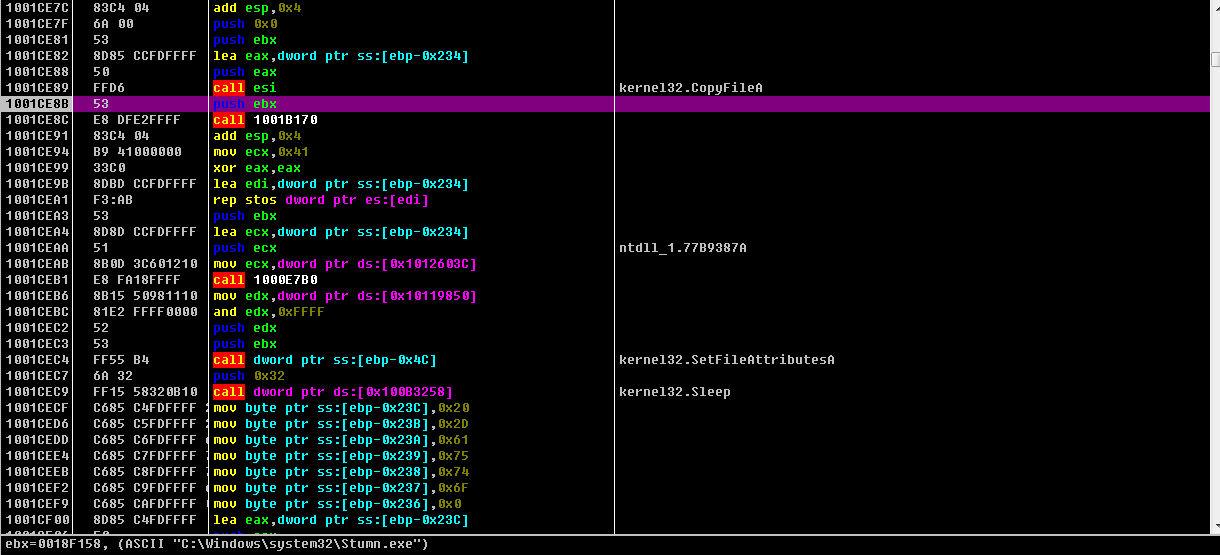 1001CE7C 83C4 04 add esp,0x4
1001CE7F 6A 00 push 0x0
1001CE81 53 push ebx
1001CE82 8D85 CCFDFFFF lea eax,dword ptr ss:[ebp-0x234]
1001CE88 50 push eax
1001CE89 FFD6 call esi kernel32.CopyFileA
1001CE8B 53 push ebx
1001CE8C E8 DFE2FFFF call 1001B170
1001CE91 83C4 04 add esp,0x4
1001CE94 B9 41000000 mov ecx,0x41
1001CE99 33C0 xor eax,eax
1001CE9B 8DBD CCFDFFFF lea edi,dword ptr ss:[ebp-0x234]
1001CEA1 F3:AB rep stos dword ptr es:[edi]
1001CEA3 53 push ebx
1001CEA4 8D8D CCFDFFFF lea ecx,dword ptr ss:[ebp-0x234]
1001CEAA 51 push ecx ntdll_1.77B9387A
1001CEAB 8B0D 3C601210 mov ecx,dword ptr ds:[0x1012603C]
1001CEB1 E8 FA18FFFF call 1000E7B0
1001CEB6 8B15 50981110 mov edx,dword ptr ds:[0x10119850]
1001CEBC 81E2 FFFF0000 and edx,0xFFFF
1001CEC2 52 push edx
1001CEC3 53 push ebx
1001CEC4 FF55 B4 call dword ptr ss:[ebp-0x4C] kernel32.SetFileAttributesA
1001CEC7 6A 32 push 0x32
1001CEC9 FF15 58320B10 call dword ptr ds:[0x100B3258] kernel32.Sleep
1001CECF C685 C4FDFFFF mov byte ptr ss:[ebp-0x23C],0x20
1001CED6 C685 C5FDFFFF mov byte ptr ss:[ebp-0x23B],0x2D
1001CEDD C685 C6FDFFFF mov byte ptr ss:[ebp-0x23A],0x61
1001CEE4 C685 C7FDFFFF mov byte ptr ss:[ebp-0x239],0x75
1001CEEB C685 C8FDFFFF mov byte ptr ss:[ebp-0x238],0x74
1001CEF2 C685 C9FDFFFF mov byte ptr ss:[ebp-0x237],0x6F
1001CEF9 C685 CAFDFFFF mov byte ptr ss:[ebp-0x236],0x0
1001CF00 8D85 C4FDFFFF lea eax,dword ptr ss:[ebp-0x23C]
ebx=0018F158, (ASCII "C:\Windows\system32\Stumn.exe")